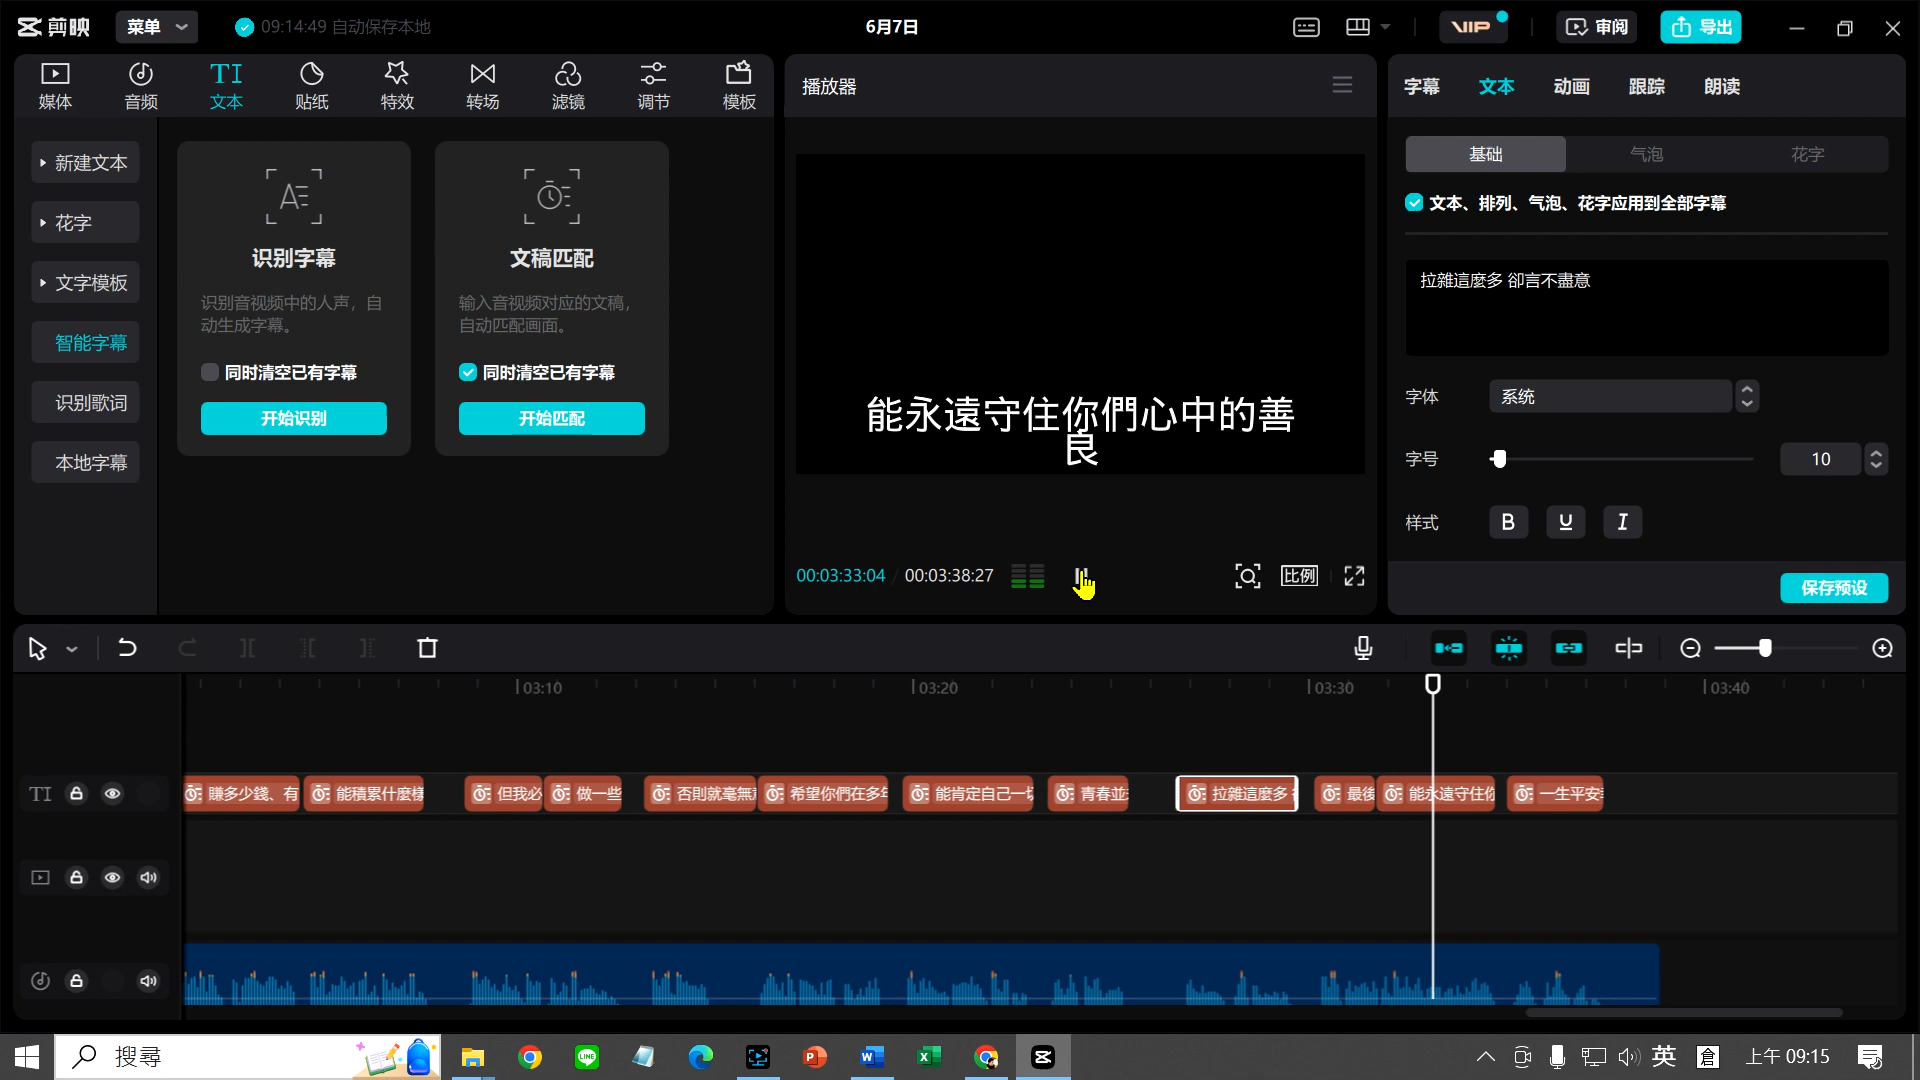 剪映
菜单
09:14:49 自动保存本地
6月7日
VIP
审阅
导出
媒体
音频
TI
文本
贴纸
特效
转场
滤镜
调节
模板
新建文本
花字
文字模板
智能字幕
识别歌词
本地字幕
识别字幕
识别音视频中的人声，自
动生成字幕。
同时清空已有字幕
开始识别
文稿匹配
输入音视频对应的文稿，
自动匹配画面。
同时清空已有字幕
开始匹配
播放器
能永遠守住你們心中的善
良
00:03:33:04 / 00:03:38:27
比例
字幕
文本
动画
跟踪
朗读
基础
气泡
花字
文本、排列、气泡、花字应用到全部字幕
拉雜這麼多 卻言不盡意
字体
系统
字号
10
样式
B
U
I
保存预设
03:10
03:20
03:30
03:40
TI
賺多少錢、有
能積累什麼樣
但我必
做一些
否則就毫無
希望你們在多年
能肯定自己一切
青春並
拉雜這麼多
最後
能永遠守住你
一生平安
搜尋
英
倉
上午 09:15